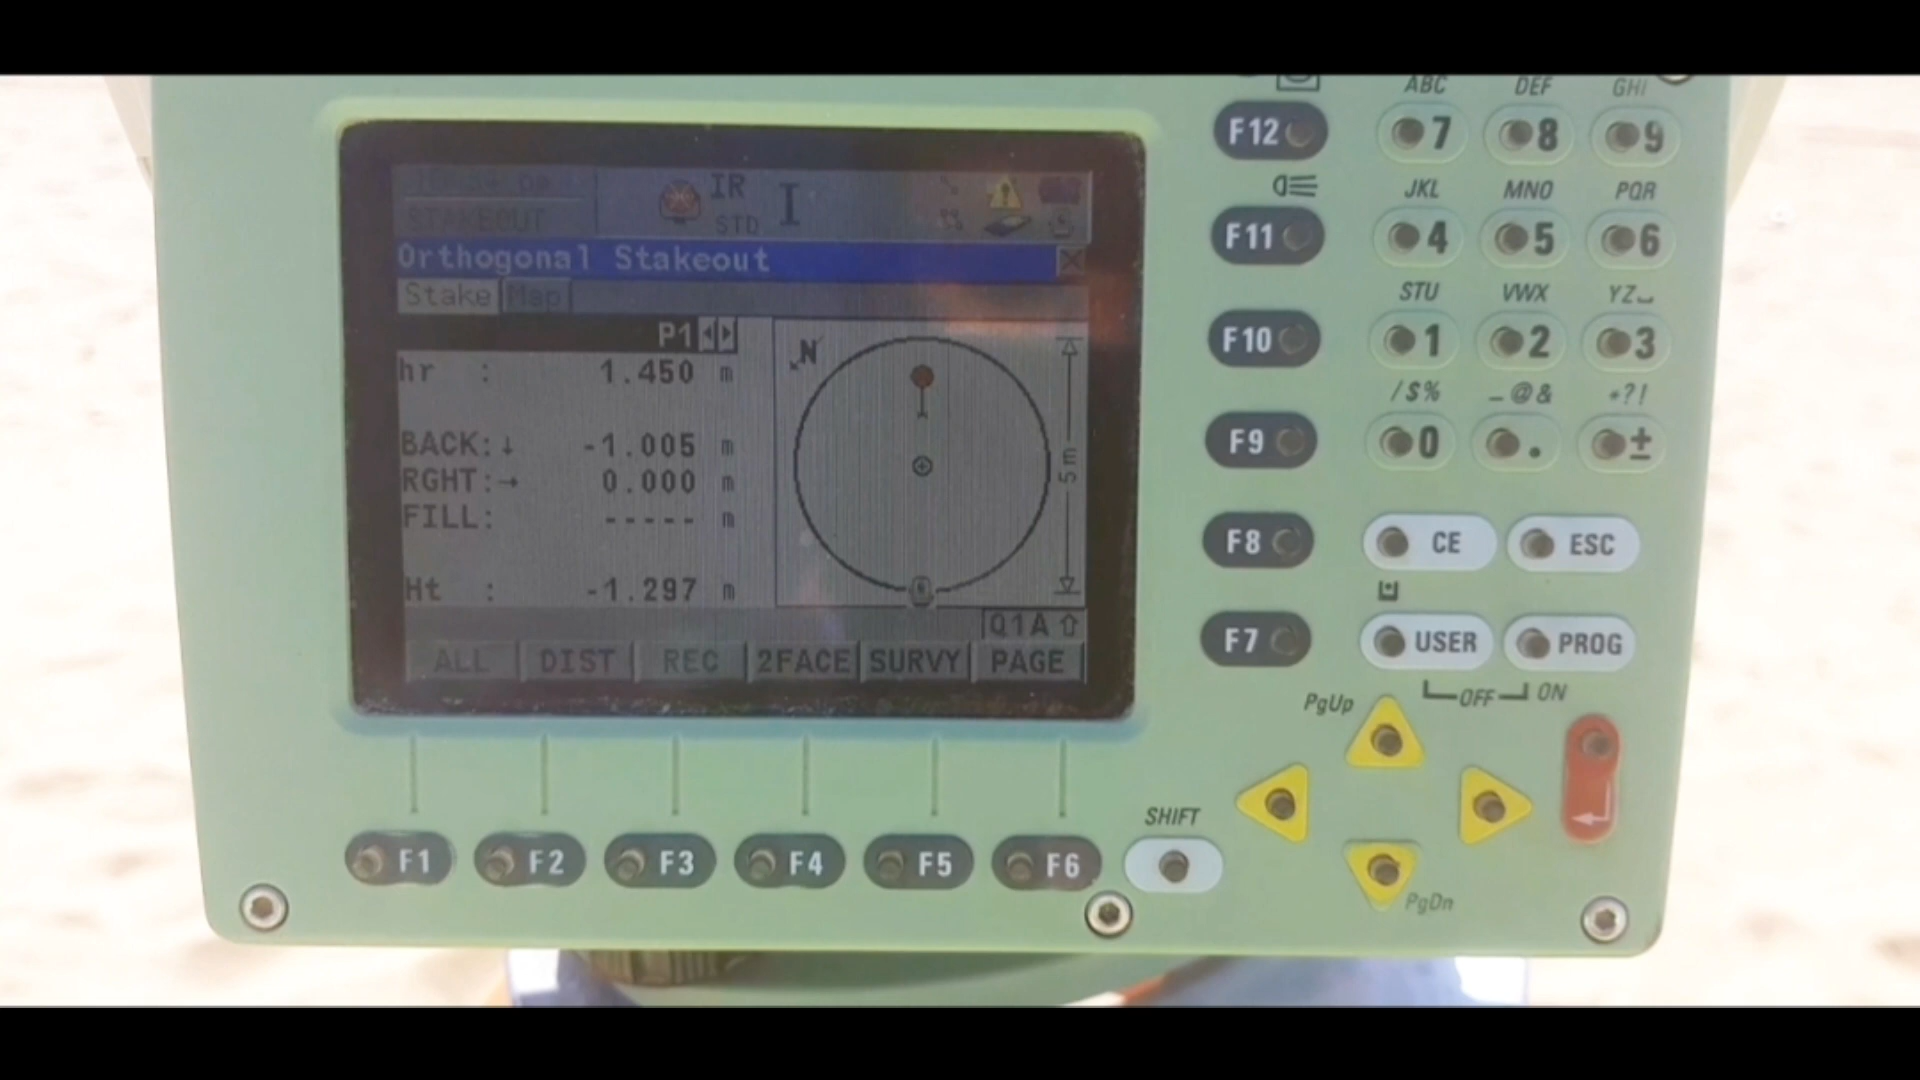 IR
STD
I
STAKEOUT
Orthogonal Stakeout
Stake Map
P1
N
hr : 1.450 m
BACK:↓ -1.005 m
RGHT:→ 0.000 m
FILL: ----- m
Ht : -1.297 m
5m
Q1A⇧
ALL DIST REC 2FACE SURVY PAGE
ABC DEF GHI
F12 7 8 9
JKL MNO PQR
F11 4 5 6
STU VWX YZ⎵
F10 1 2 3
/$% _@& *?!
F9 0 . ±
F8 CE ESC
F7 USER PROG
OFF ON
PgUp
SHIFT
F1 F2 F3 F4 F5 F6
PgDn